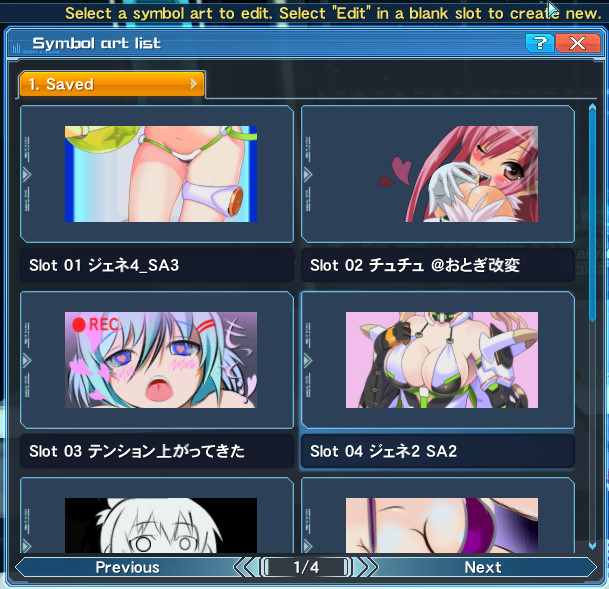 Select a symbol art to edit. Select "Edit" in a blank slot to create new.
Symbol art list
?
1. Saved
Slot 01 ジェネ4_SA3
Slot 02 チュチュ @おとぎ改変
REC
もっ
Slot 03 テンション上がってきた
Slot 04 ジェネ2 SA2
Previous
1/4
Next